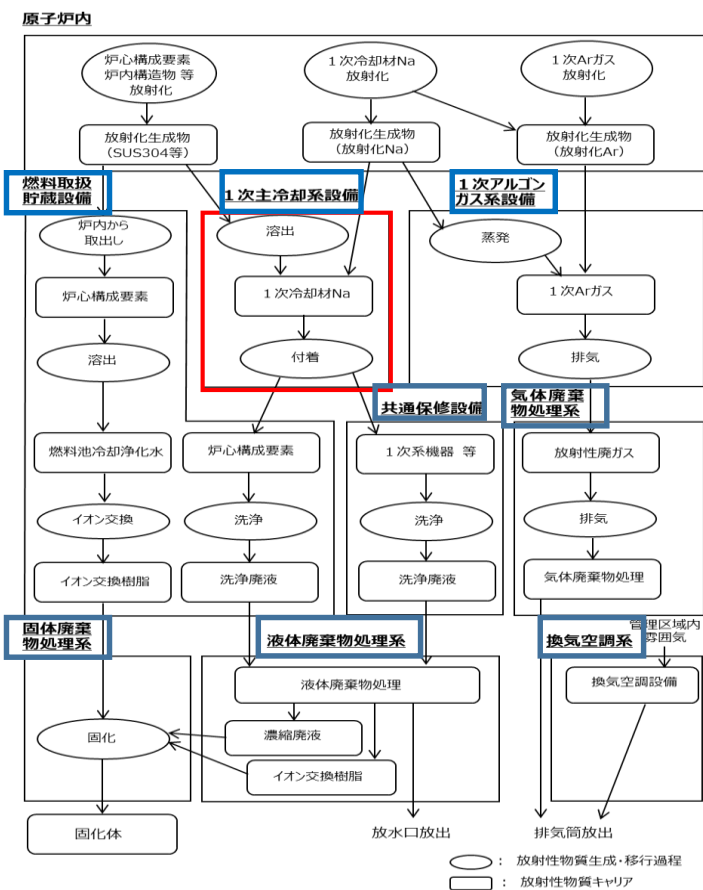 原子炉内
炉心構成要素
炉内構造物 等
放射化
１次冷却材Na
放射化
１次Arガス
放射化
放射化生成物
(SUS304等)
放射化生成物
(放射化Na)
放射化生成物
(放射化Ar)
燃料取扱
貯蔵設備
１次主冷却系設備
１次アルゴン
ガス系設備
炉内から
取出し
溶出
蒸発
炉心構成要素
１次冷却材Na
１次Arガス
溶出
付着
排気
共通保修設備
気体廃棄
物処理系
燃料池冷却浄化水
炉心構成要素
１次系機器 等
放射性廃ガス
イオン交換
洗浄
洗浄
排気
イオン交換樹脂
洗浄廃液
洗浄廃液
気体廃棄物処理
固体廃棄
物処理系
液体廃棄物処理系
換気空調系
管理区域内
雰囲気
液体廃棄物処理
換気空調設備
固化
濃縮廃液
イオン交換樹脂
固化体
放水口放出
排気筒放出
： 放射性物質生成・移行過程
： 放射性物質キャリア